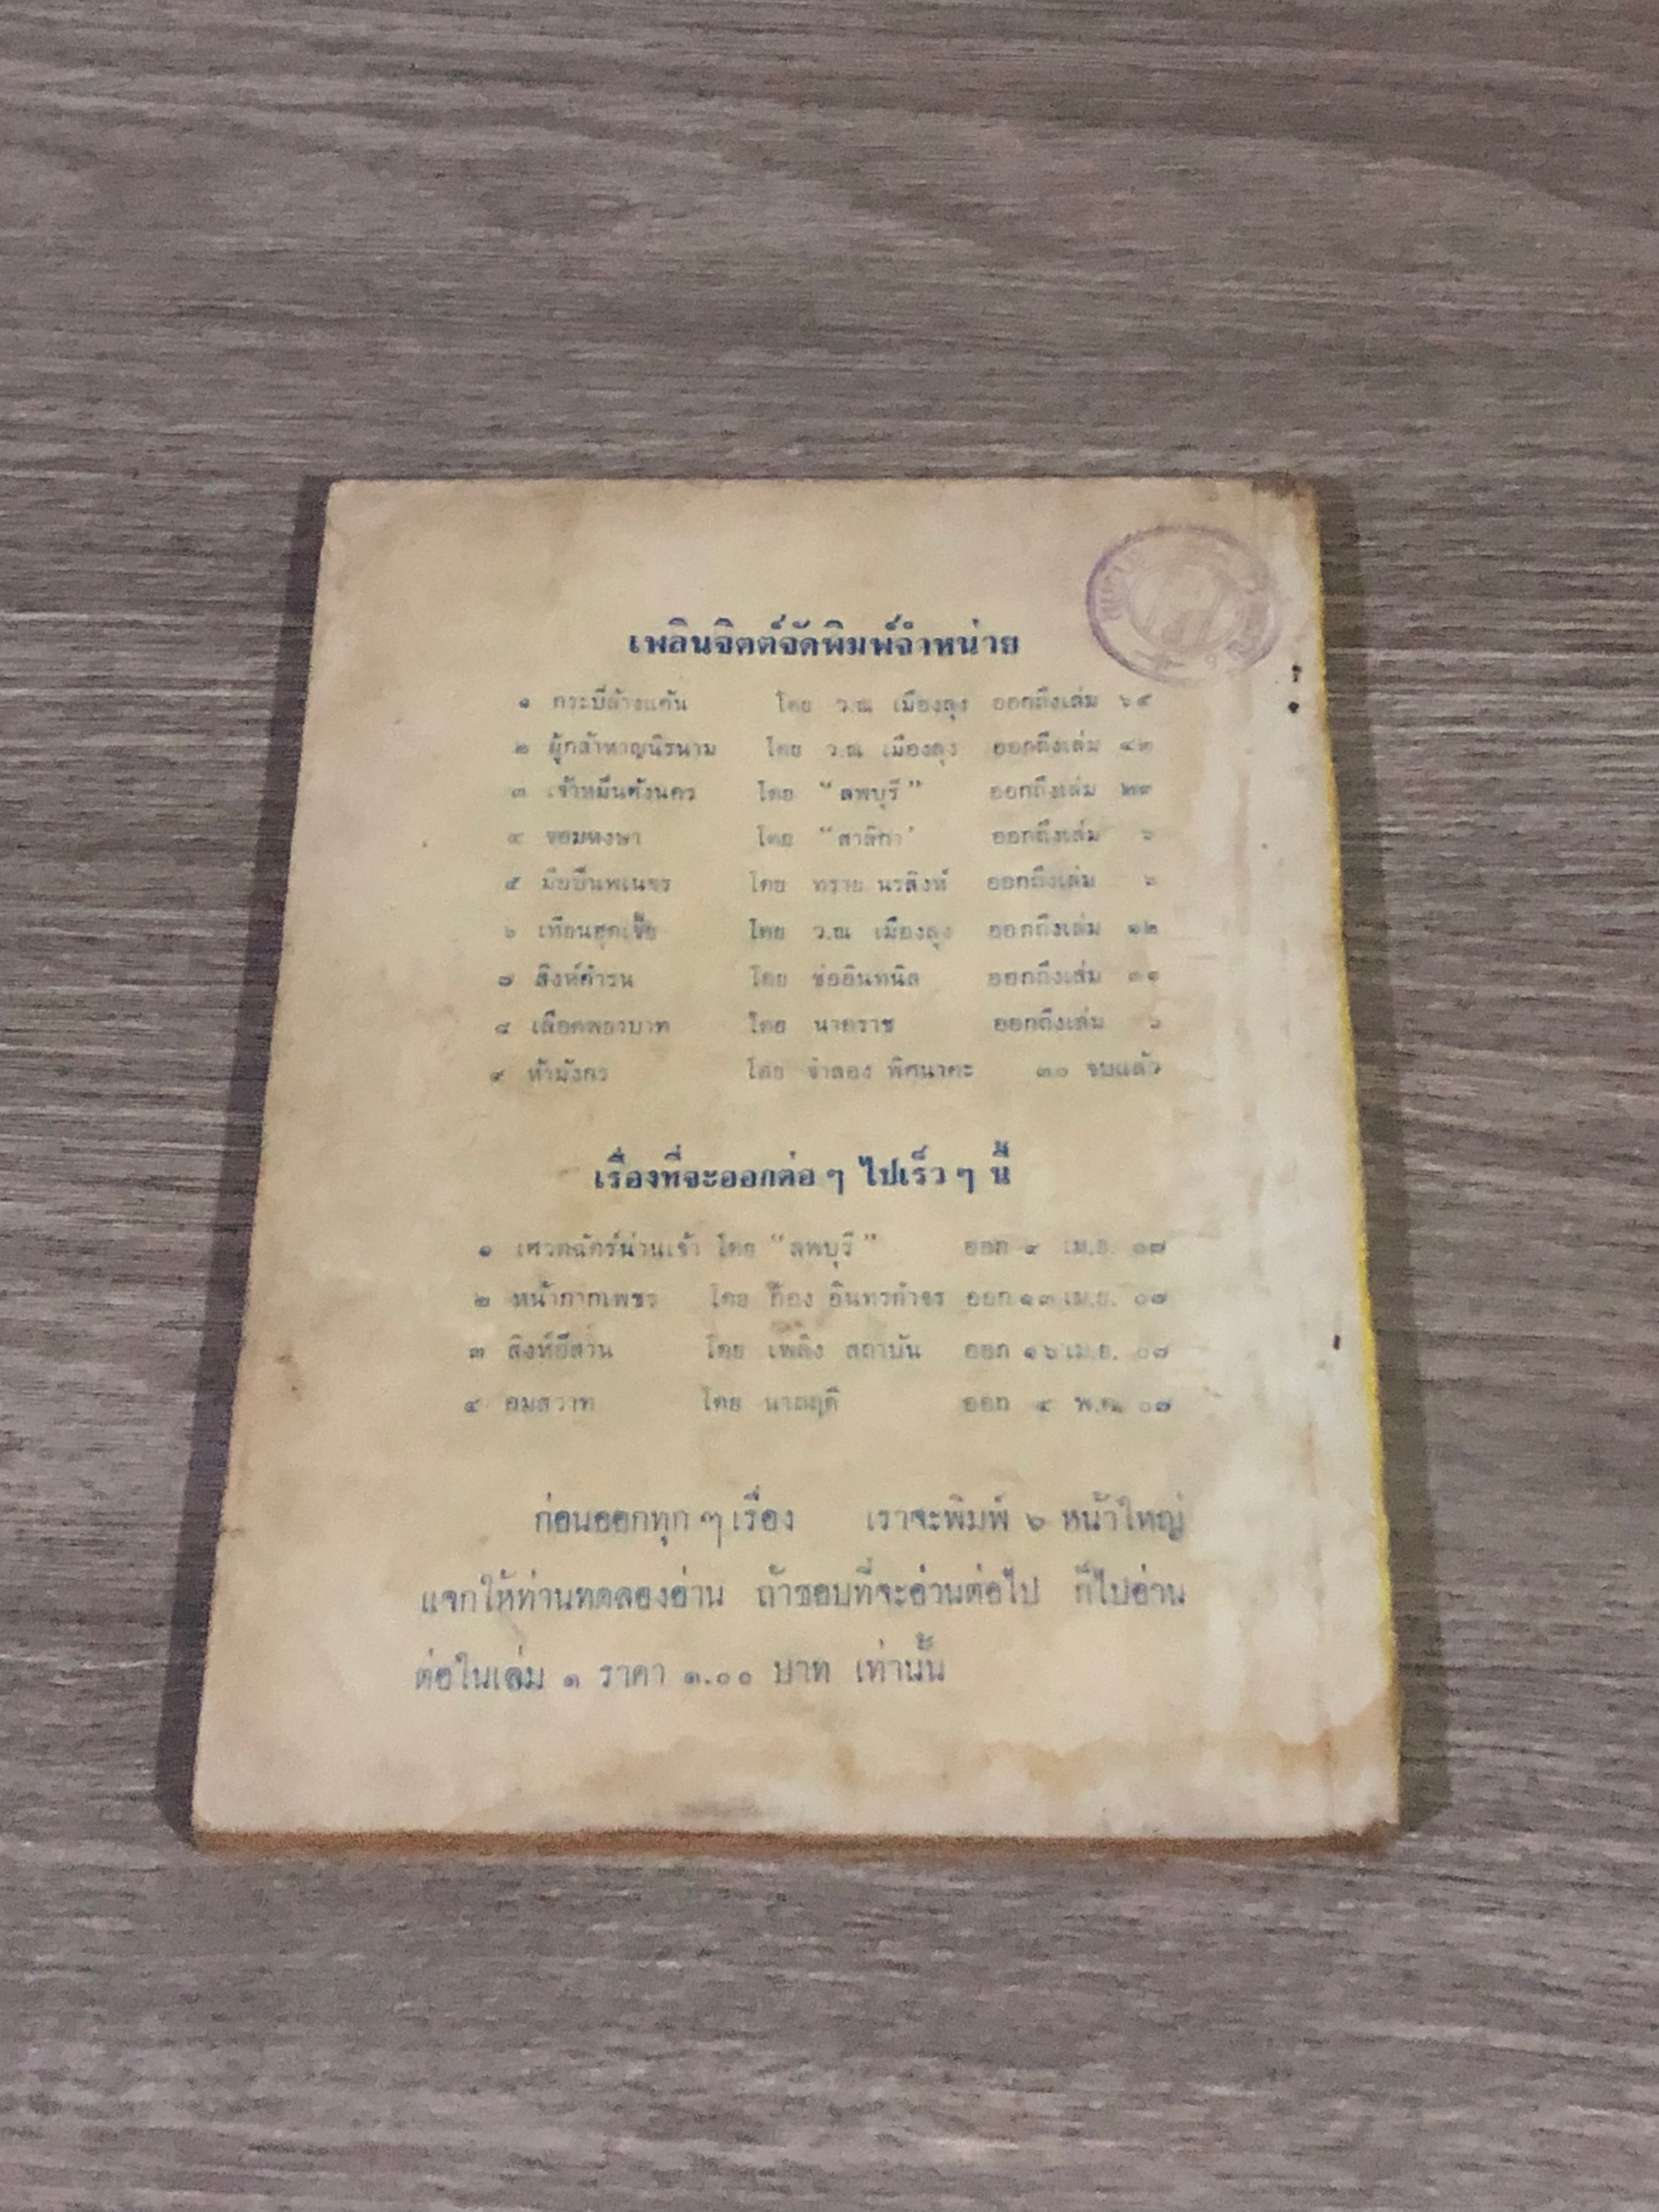 เพลินจิตต์จัดพิมพ์จำหน่าย
๑ กระบี่ล้างแค้น โดย ว.ณ เมืองลุง ออกถึงเล่ม ๖๔
๒ ผู้กล้าหาญนิรนาม โดย ว.ณ เมืองลุง ออกถึงเล่ม ๔๒
๓ เจ้าหมื่นคังนคร โดย “ลพบุรี” ออกถึงเล่ม
๔ จอมหงษา โดย “สาลิกา’ ออกถึงเล่ม ๖
๕ มือปืนพเนจร โดย ทราย นรสิงห์ ออกถึงเล่ม ๖
๖ เทียนฮุดเซีย โดย ว.ณ เมืองลุง ออกถึงเล่ม ๑๒
๗ สิงห์คำรน โดย ช่ออินทนิล ออกถึงเล่ม ๓๑
๘ เลือดพอวบาท โดย นาคราช ออกถึงเล่ม ๖
๙ ห้ามังกร โดย จำลอง พิศนาคะ ๓๐ จบแล้ว
เรื่องที่จะออกต่อ ๆ ไปเร็ว ๆ นี้
๑ เศวตฉัตร์น่านเจ้า โดย “ลพบุรี” ออก ๙ เม.ย. ๐๗
๒ หน้ากากเพชร โดย ก้อง อินทรกำจร ออก ๑๓ เม.ย. ๐๗
๓ สิงห์อีสาน โดย เพลิง สถาบัน ออก ๑๖ เม.ย. ๐๗
๔ อมสวาท โดย นาถฤดี ออก ๔ พ.ค. ๐๗
ก่อนออกทุก ๆ เรื่อง เราจะพิมพ์ ๖ หน้าใหญ่
แจกให้ท่านทดลองอ่าน ถ้าชอบที่จะอ่านต่อไป ก็ไปอ่าน
ต่อในเล่ม ๑ ราคา ๑.๐๐ บาท เท่านั้น